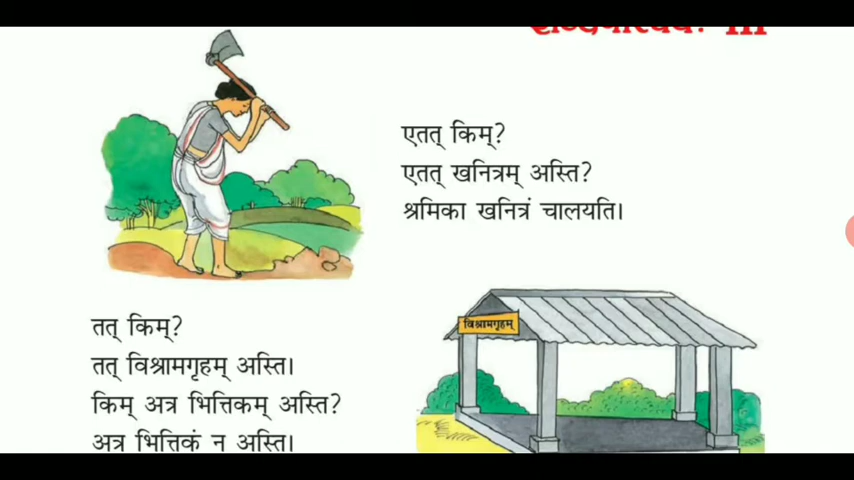 एतत् किम्?
एतत् खनित्रम् अस्ति?
श्रमिका खनित्रं चालयति।
विश्रामगृहम्
तत् किम्?
तत् विश्रामगृहम् अस्ति।
किम् अत्र भित्तिकम् अस्ति?
अत्र भित्तिकं न अस्ति।